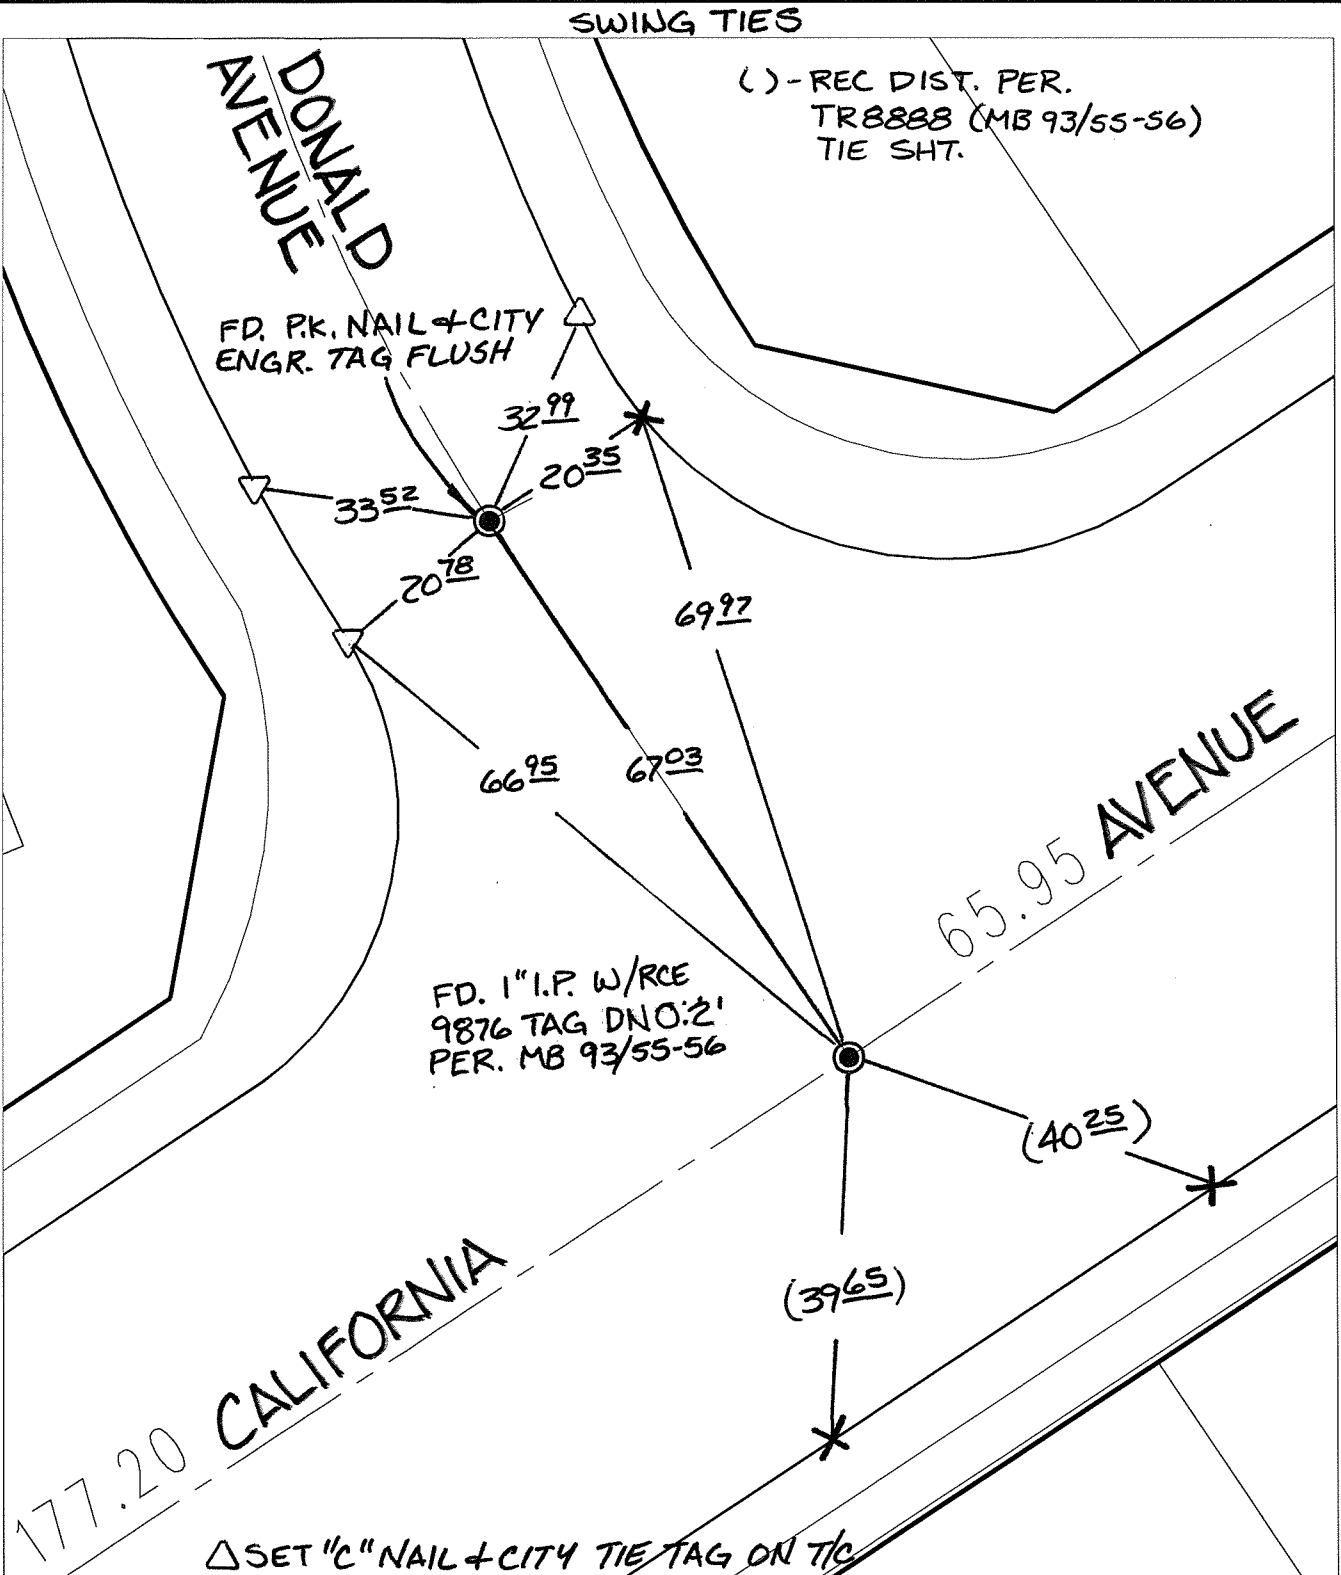 SWING TIES
( ) - REC DIST. PER.
TR8888 (MB 93/55-56)
TIE SHT.
DONALD
AVENUE
FD. P.K. NAIL & CITY
ENGR. TAG FLUSH
32 99
20 35
33 52
20 78
69 97
66 95
67 03
65.95 AVENUE
FD. 1" I.P. W/RCE
9876 TAG DN 0.2'
PER. MB 93/55-56
(40 25)
(39 65)
177.20 CALIFORNIA
△ SET "C" NAIL & CITY TIE TAG ON T/C